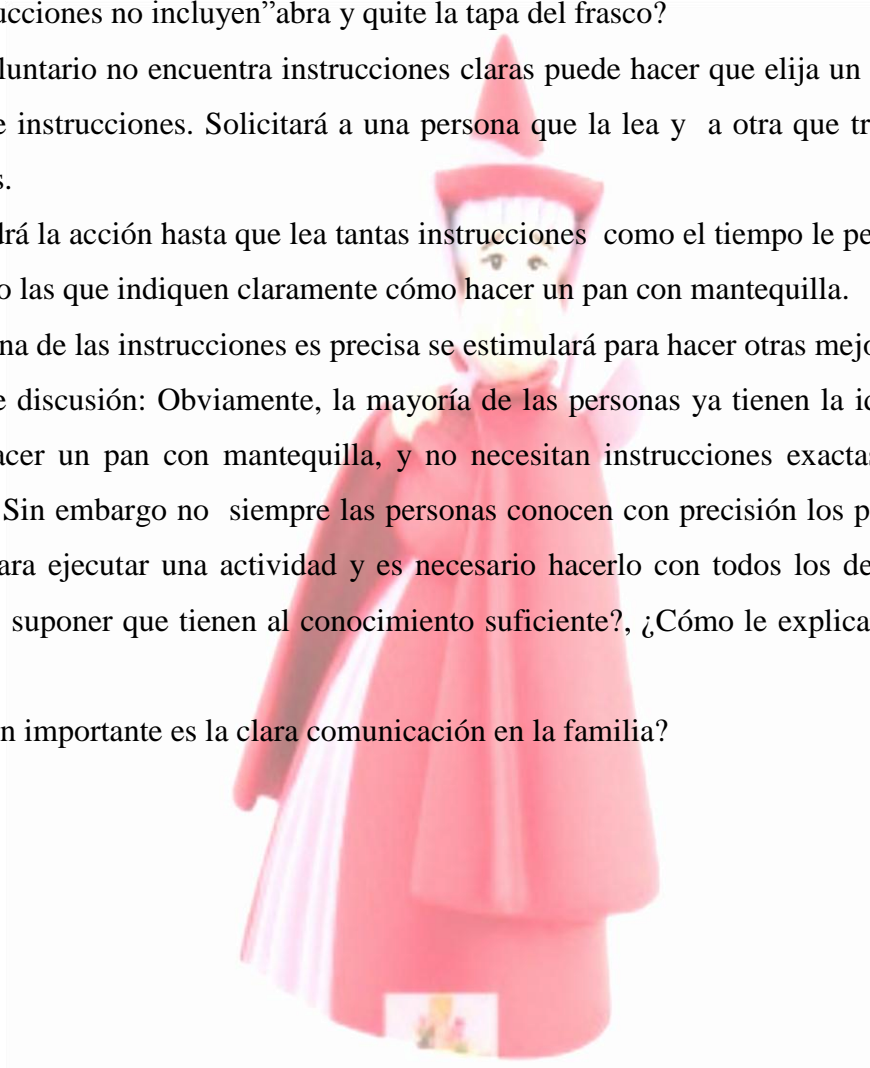 ucciones no incluyen”abra y quite la tapa del frasco?
luntario no encuentra instrucciones claras puede hacer que elija un
e instrucciones. Solicitará a una persona que la lea y a otra que tr
s.
drá la acción hasta que lea tantas instrucciones como el tiempo le pe
o las que indiquen claramente cómo hacer un pan con mantequilla.
na de las instrucciones es precisa se estimulará para hacer otras mejo
e discusión: Obviamente, la mayoría de las personas ya tienen la id
acer un pan con mantequilla, y no necesitan instrucciones exactas
Sin embargo no siempre las personas conocen con precisión los p
ara ejecutar una actividad y es necesario hacerlo con todos los de
suponer que tienen al conocimiento suficiente?, ¿Cómo le explica
n importante es la clara comunicación en la familia?